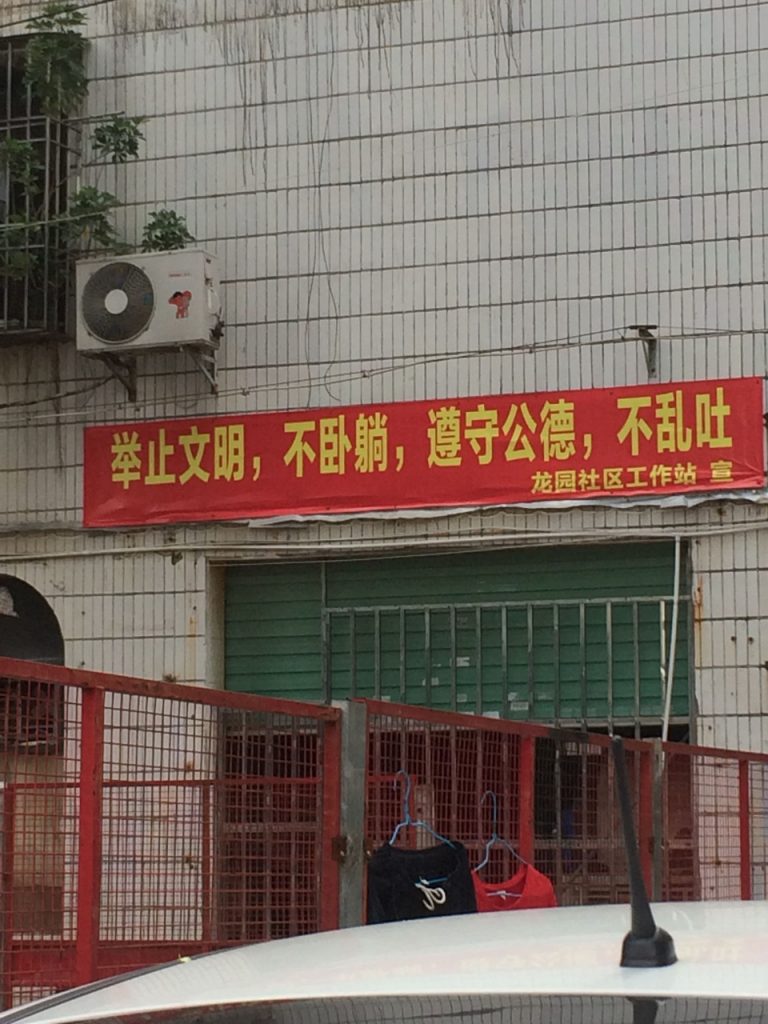 举止文明，不卧躺，遵守公德，不乱吐
龙园社区工作站 宣